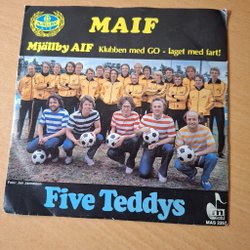 MAIF
Mjällby AIF Klubben med GO - laget med fart!
Five Teddys